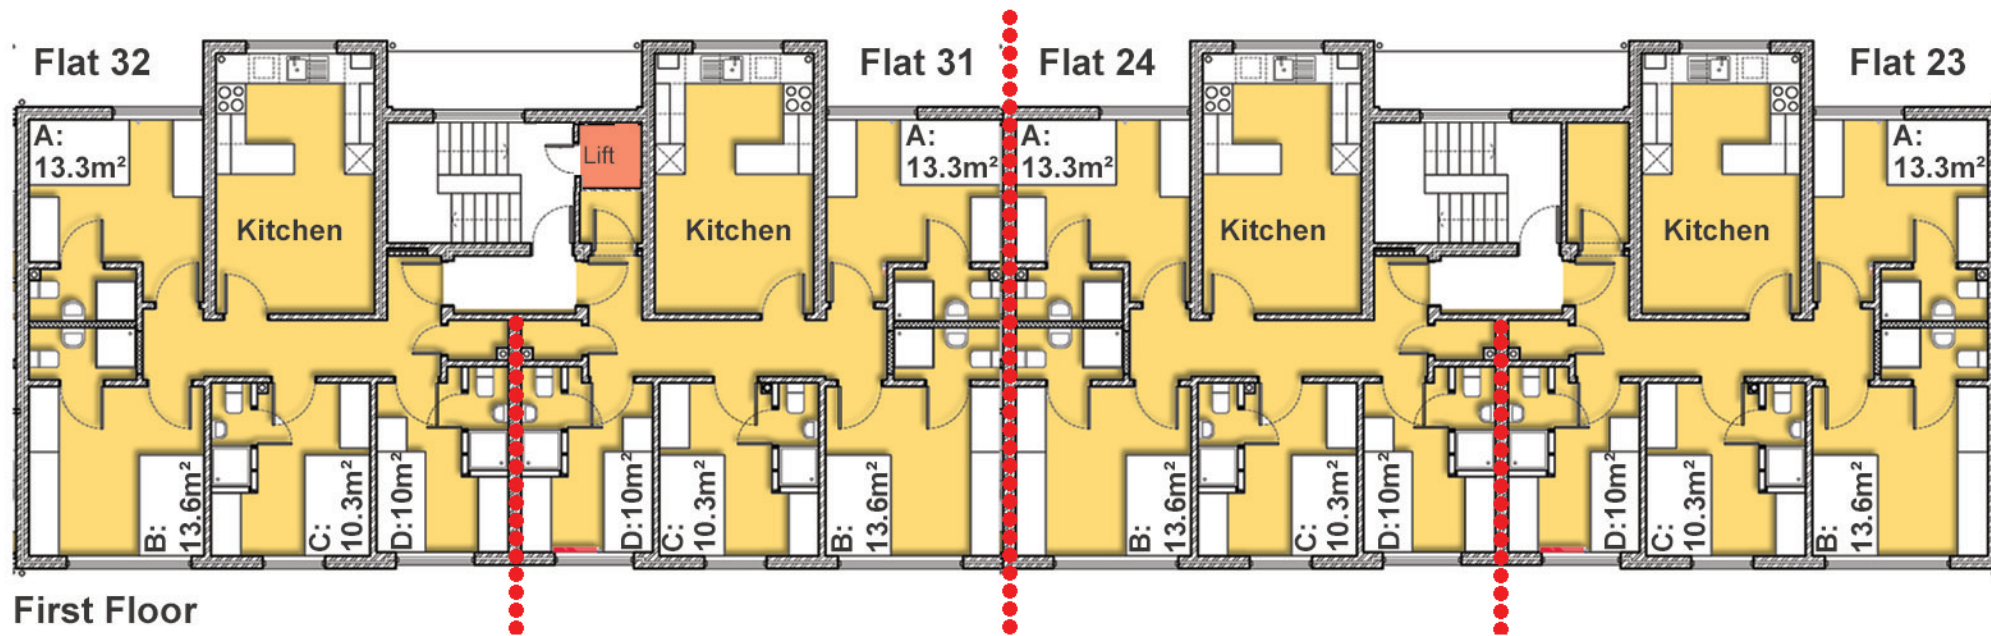 Flat 32
Flat 31
Flat 24
Flat 23
A:
13.3m²
Kitchen
Lift
Kitchen
A:
13.3m²
A:
13.3m²
Kitchen
Kitchen
A:
13.3m²
B:
13.6m²
C:
10.3m²
D:10m²
D:10m²
C:
10.3m²
B:
13.6m²
B:
13.6m²
C:
10.3m²
D:10m²
D:10m²
C:
10.3m²
B:
13.6m²
First Floor